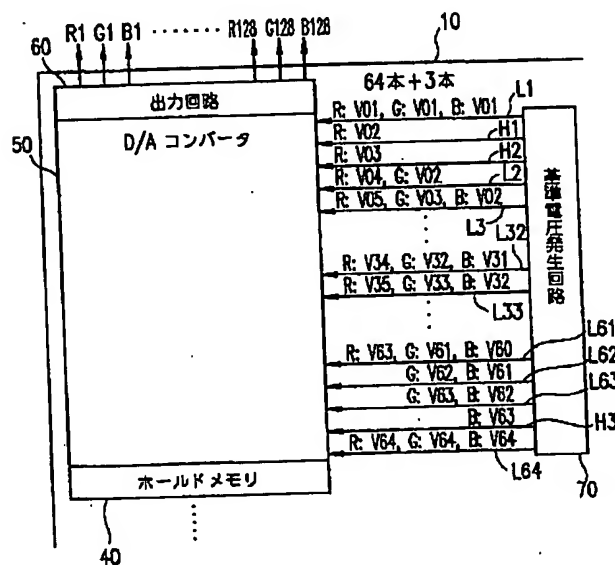 R1 G1 B1 ········ R128 G128 B128
10
60
出力回路
64本+3本
L1
R: V01, G: V01, B: V01
H1
R: V02
50
D/A コンバータ
H2
R: V03
L2
R: V04, G: V02
R: V05, G: V03, B: V02
L3
基準電圧発生回路
L32
R: V34, G: V32, B: V31
R: V35, G: V33, B: V32
L33
L61
R: V63, G: V61, B: V60
L62
G: V62, B: V61
L63
G: V63, B: V62
B: V63
H3
R: V64, G: V64, B: V64
L64
70
ホールドメモリ
40